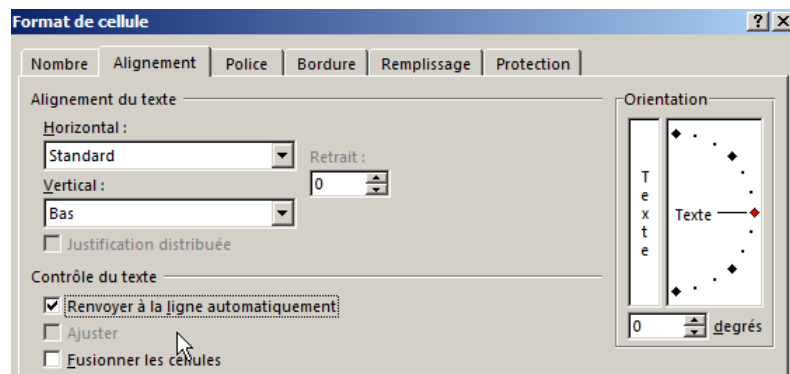 Format de cellule
Nombre Alignement Police Bordure Remplissage Protection
Alignement du texte
Horizontal :
Standard
Retrait :
0
Vertical :
Bas
Justification distribuée
Contrôle du texte
Renvoyer à la ligne automatiquement
Ajuster
Fusionner les cellules
Orientation
Texte
Texte
0 degrés